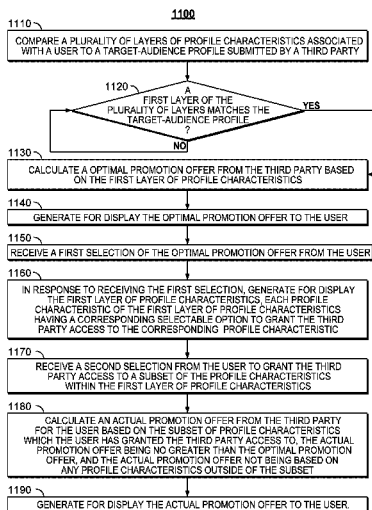 1100
1110
COMPARE A PLURALITY OF LAYERS OF PROFILE CHARACTERISTICS ASSOCIATED
WITH A USER TO A TARGET-AUDIENCE PROFILE SUBMITTED BY A THIRD PARTY
1120
A
FIRST LAYER OF THE
PLURALITY OF LAYERS MATCHES THE
TARGET-AUDIENCE PROFILE
?
YES
NO
1130
CALCULATE A OPTIMAL PROMOTION OFFER FROM THE THIRD PARTY BASED
ON THE FIRST LAYER OF PROFILE CHARACTERISTICS
1140
GENERATE FOR DISPLAY THE OPTIMAL PROMOTION OFFER TO THE USER
1150
RECEIVE A FIRST SELECTION OF THE OPTIMAL PROMOTION OFFER FROM THE USER
1160
IN RESPONSE TO RECEIVING THE FIRST SELECTION, GENERATE FOR DISPLAY
THE FIRST LAYER OF PROFILE CHARACTERISTICS, EACH PROFILE
CHARACTERISTIC OF THE FIRST LAYER OF PROFILE CHARACTERISTICS
HAVING A CORRESPONDING SELECTABLE OPTION TO GRANT THE THIRD
PARTY ACCESS TO THE CORRESPONDING PROFILE CHARACTERISTIC
1170
RECEIVE A SECOND SELECTION FROM THE USER TO GRANT THE THIRD
PARTY ACCESS TO A SUBSET OF THE PROFILE CHARACTERISTICS
WITHIN THE FIRST LAYER OF PROFILE CHARACTERISTICS
1180
CALCULATE AN ACTUAL PROMOTION OFFER FROM THE THIRD PARTY
FOR THE USER BASED ON THE SUBSET OF PROFILE CHARACTERISTICS
WHICH THE USER HAS GRANTED THE THIRD PARTY ACCESS TO, THE ACTUAL
PROMOTION OFFER BEING NO GREATER THAN THE OPTIMAL PROMOTION
OFFER, AND THE ACTUAL PROMOTION OFFER NOT BEING BASED ON
ANY PROFILE CHARACTERISTICS OUTSIDE OF THE SUBSET
1190
GENERATE FOR DISPLAY THE ACTUAL PROMOTION OFFER TO THE USER.